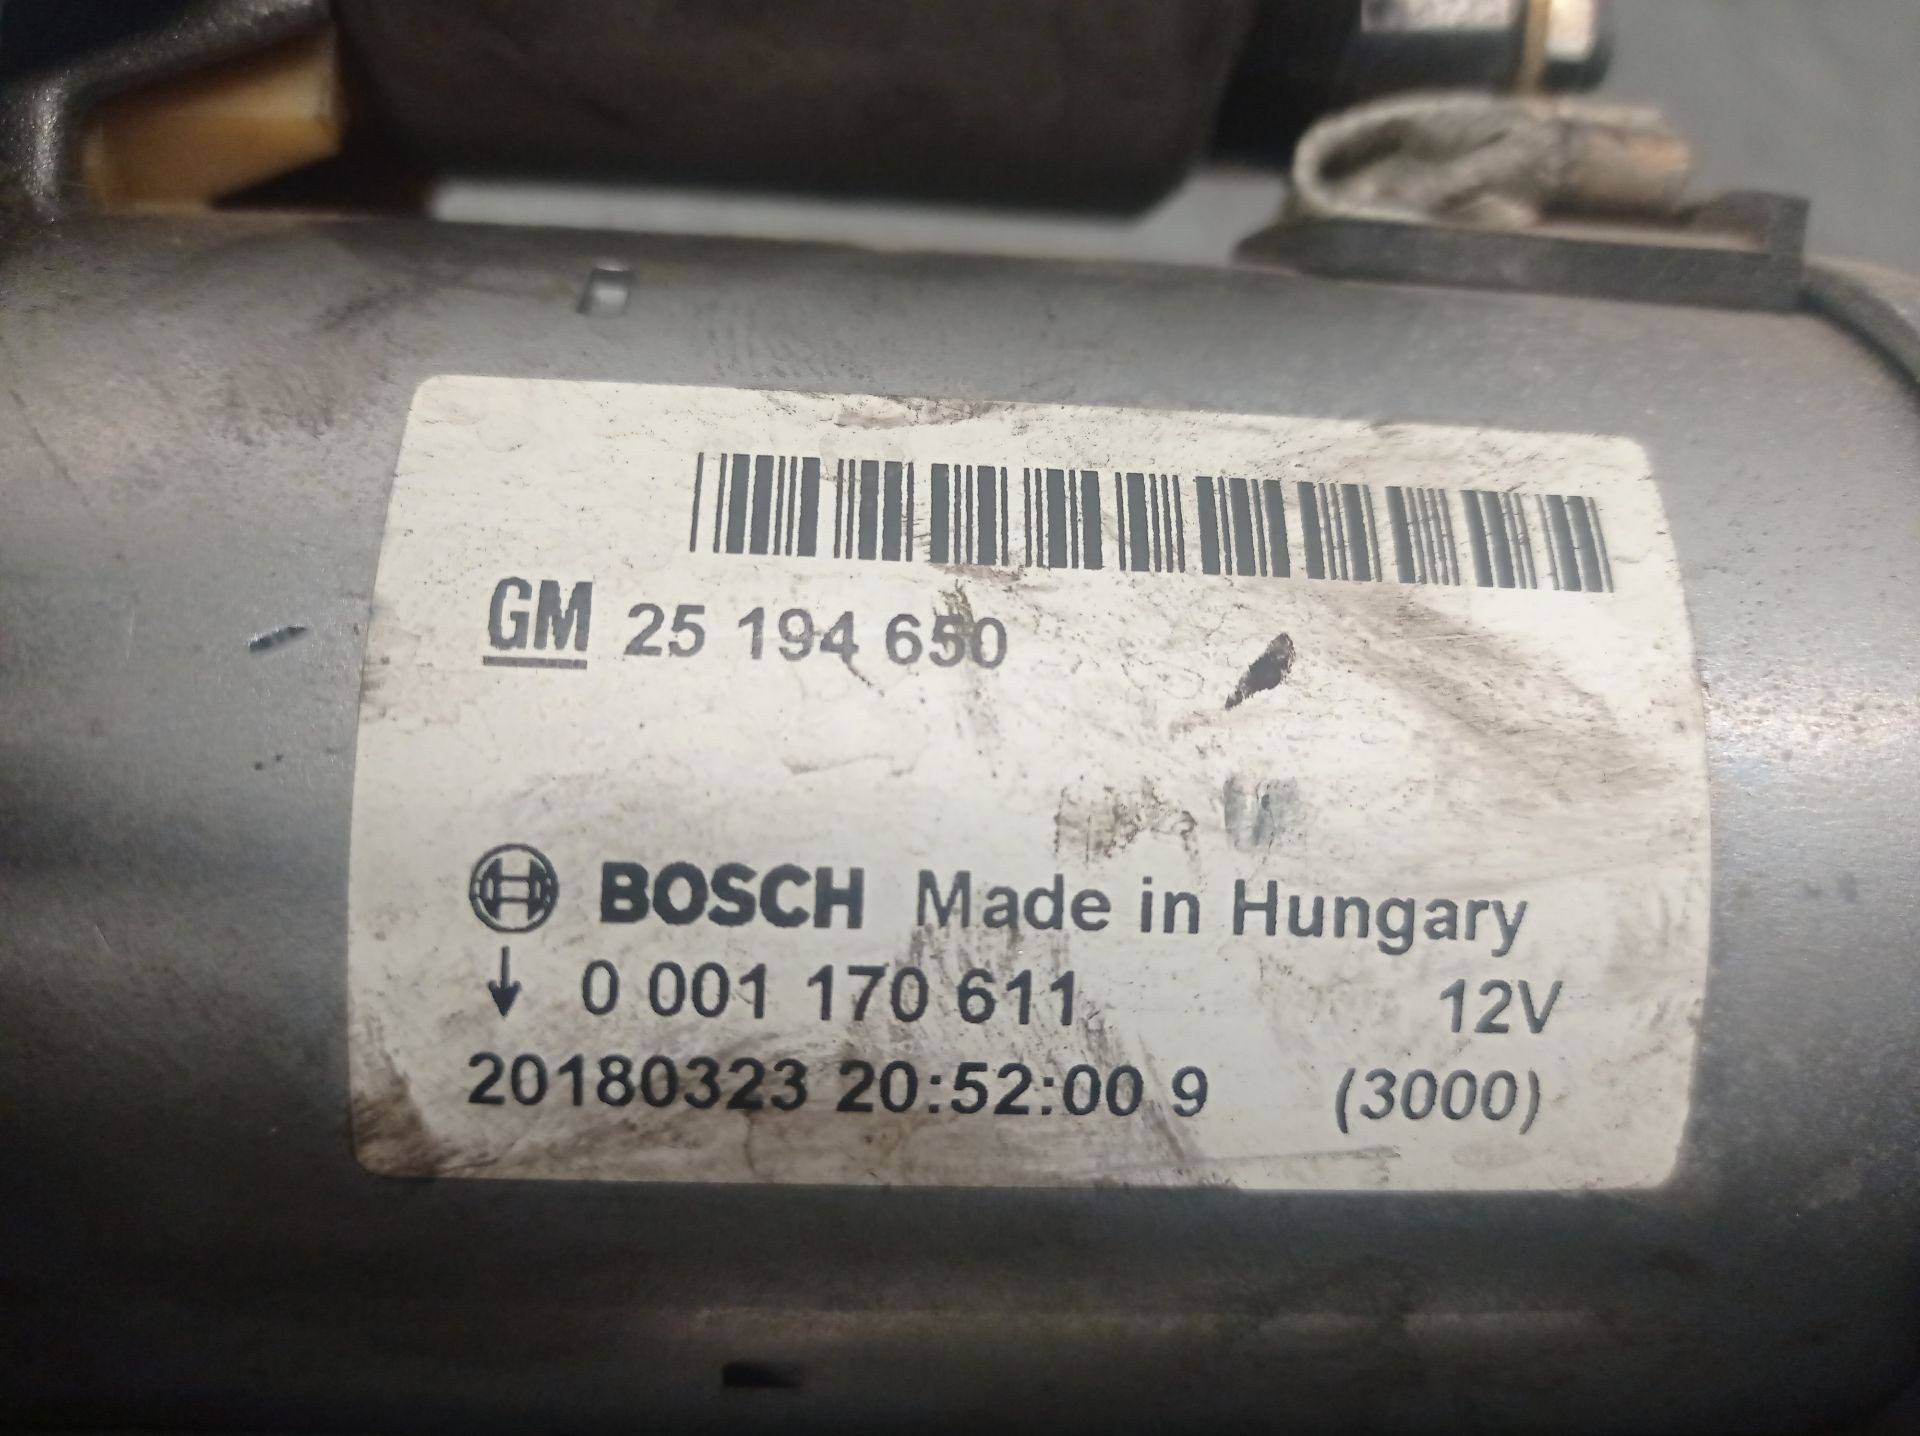 GM 25 194 650
BOSCH Made in Hungary
↓ 0 001 170 611 12V
20180323 20:52:00 9 (3000)